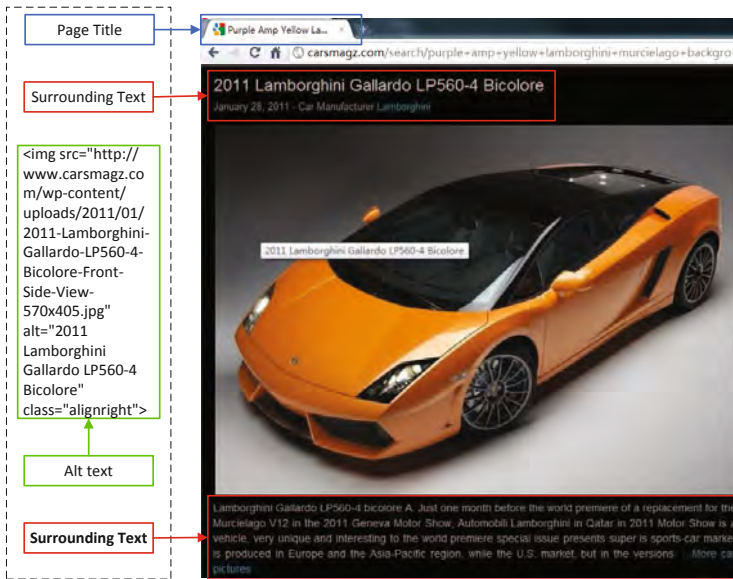 Page Title
Purple Amp Yellow La...
carsmagz.com/search/purple+amp+yellow+lamborghini+murcielago+backgro
Surrounding Text
2011 Lamborghini Gallardo LP560-4 Bicolore
January 28, 2011 - Car Manufacturer Lamborghini
<img src="http://
www.carsmagz.co
m/wp-content/
uploads/2011/01/
2011-Lamborghini-
Gallardo-LP560-4-
Bicolore-Front-
Side-View-
570x405.jpg"
alt="2011
Lamborghini
Gallardo LP560-4
Bicolore"
class="alignright">
2011 Lamborghini Gallardo LP560-4 Bicolore
Alt text
Surrounding Text
Lamborghini Gallardo LP560-4 bicolore A. Just one month before the world premiere of a replacement for the
Murcielago V12 in the 2011 Geneva Motor Show, Automobili Lamborghini in Qatar in 2011 Motor Show is a
vehicle, very unique and interesting to the world premiere special issue presents super is sports-car marke
is produced in Europe and the Asia-Pacific region, while the U.S. market, but in the versions More ca
pictures